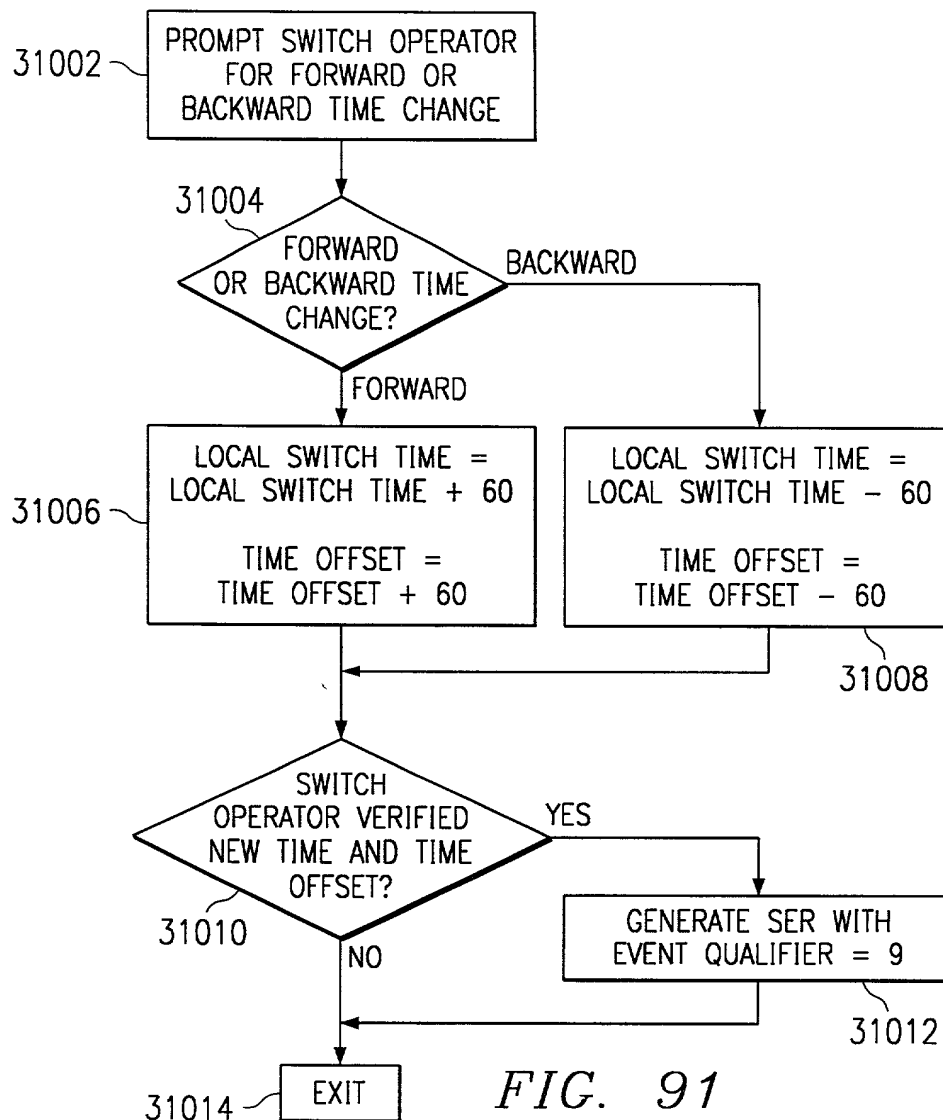 31002
PROMPT SWITCH OPERATOR
FOR FORWARD OR
BACKWARD TIME CHANGE
31004
FORWARD
OR BACKWARD TIME
CHANGE?
BACKWARD
FORWARD
31006
LOCAL SWITCH TIME =
LOCAL SWITCH TIME + 60
TIME OFFSET =
TIME OFFSET + 60
LOCAL SWITCH TIME =
LOCAL SWITCH TIME - 60
TIME OFFSET =
TIME OFFSET - 60
31008
SWITCH
OPERATOR VERIFIED
NEW TIME AND TIME
OFFSET?
31010
YES
NO
GENERATE SER WITH
EVENT QUALIFIER = 9
31012
31014
EXIT
FIG. 91